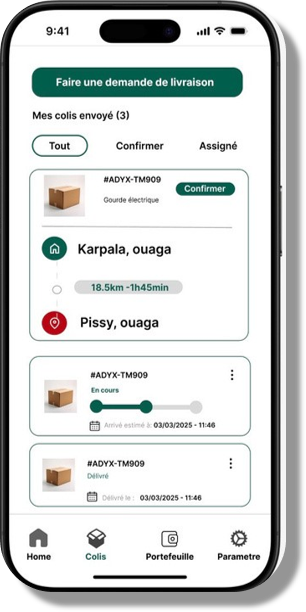 9:41
Faire une demande de livraison
Mes colis envoyé (3)
Tout Confirmer Assigné
#ADYX-TM909
Confirmer
Gourde électrique
Karpala, ouaga
18.5km -1h45min
Pissy, ouaga
#ADYX-TM909
En cours
Arrivé estimé à: 03/03/2025 - 11:46
#ADYX-TM909
Délivré
Délivré le : 03/03/2025 - 11:46
Home Colis Portefeuille Parametre